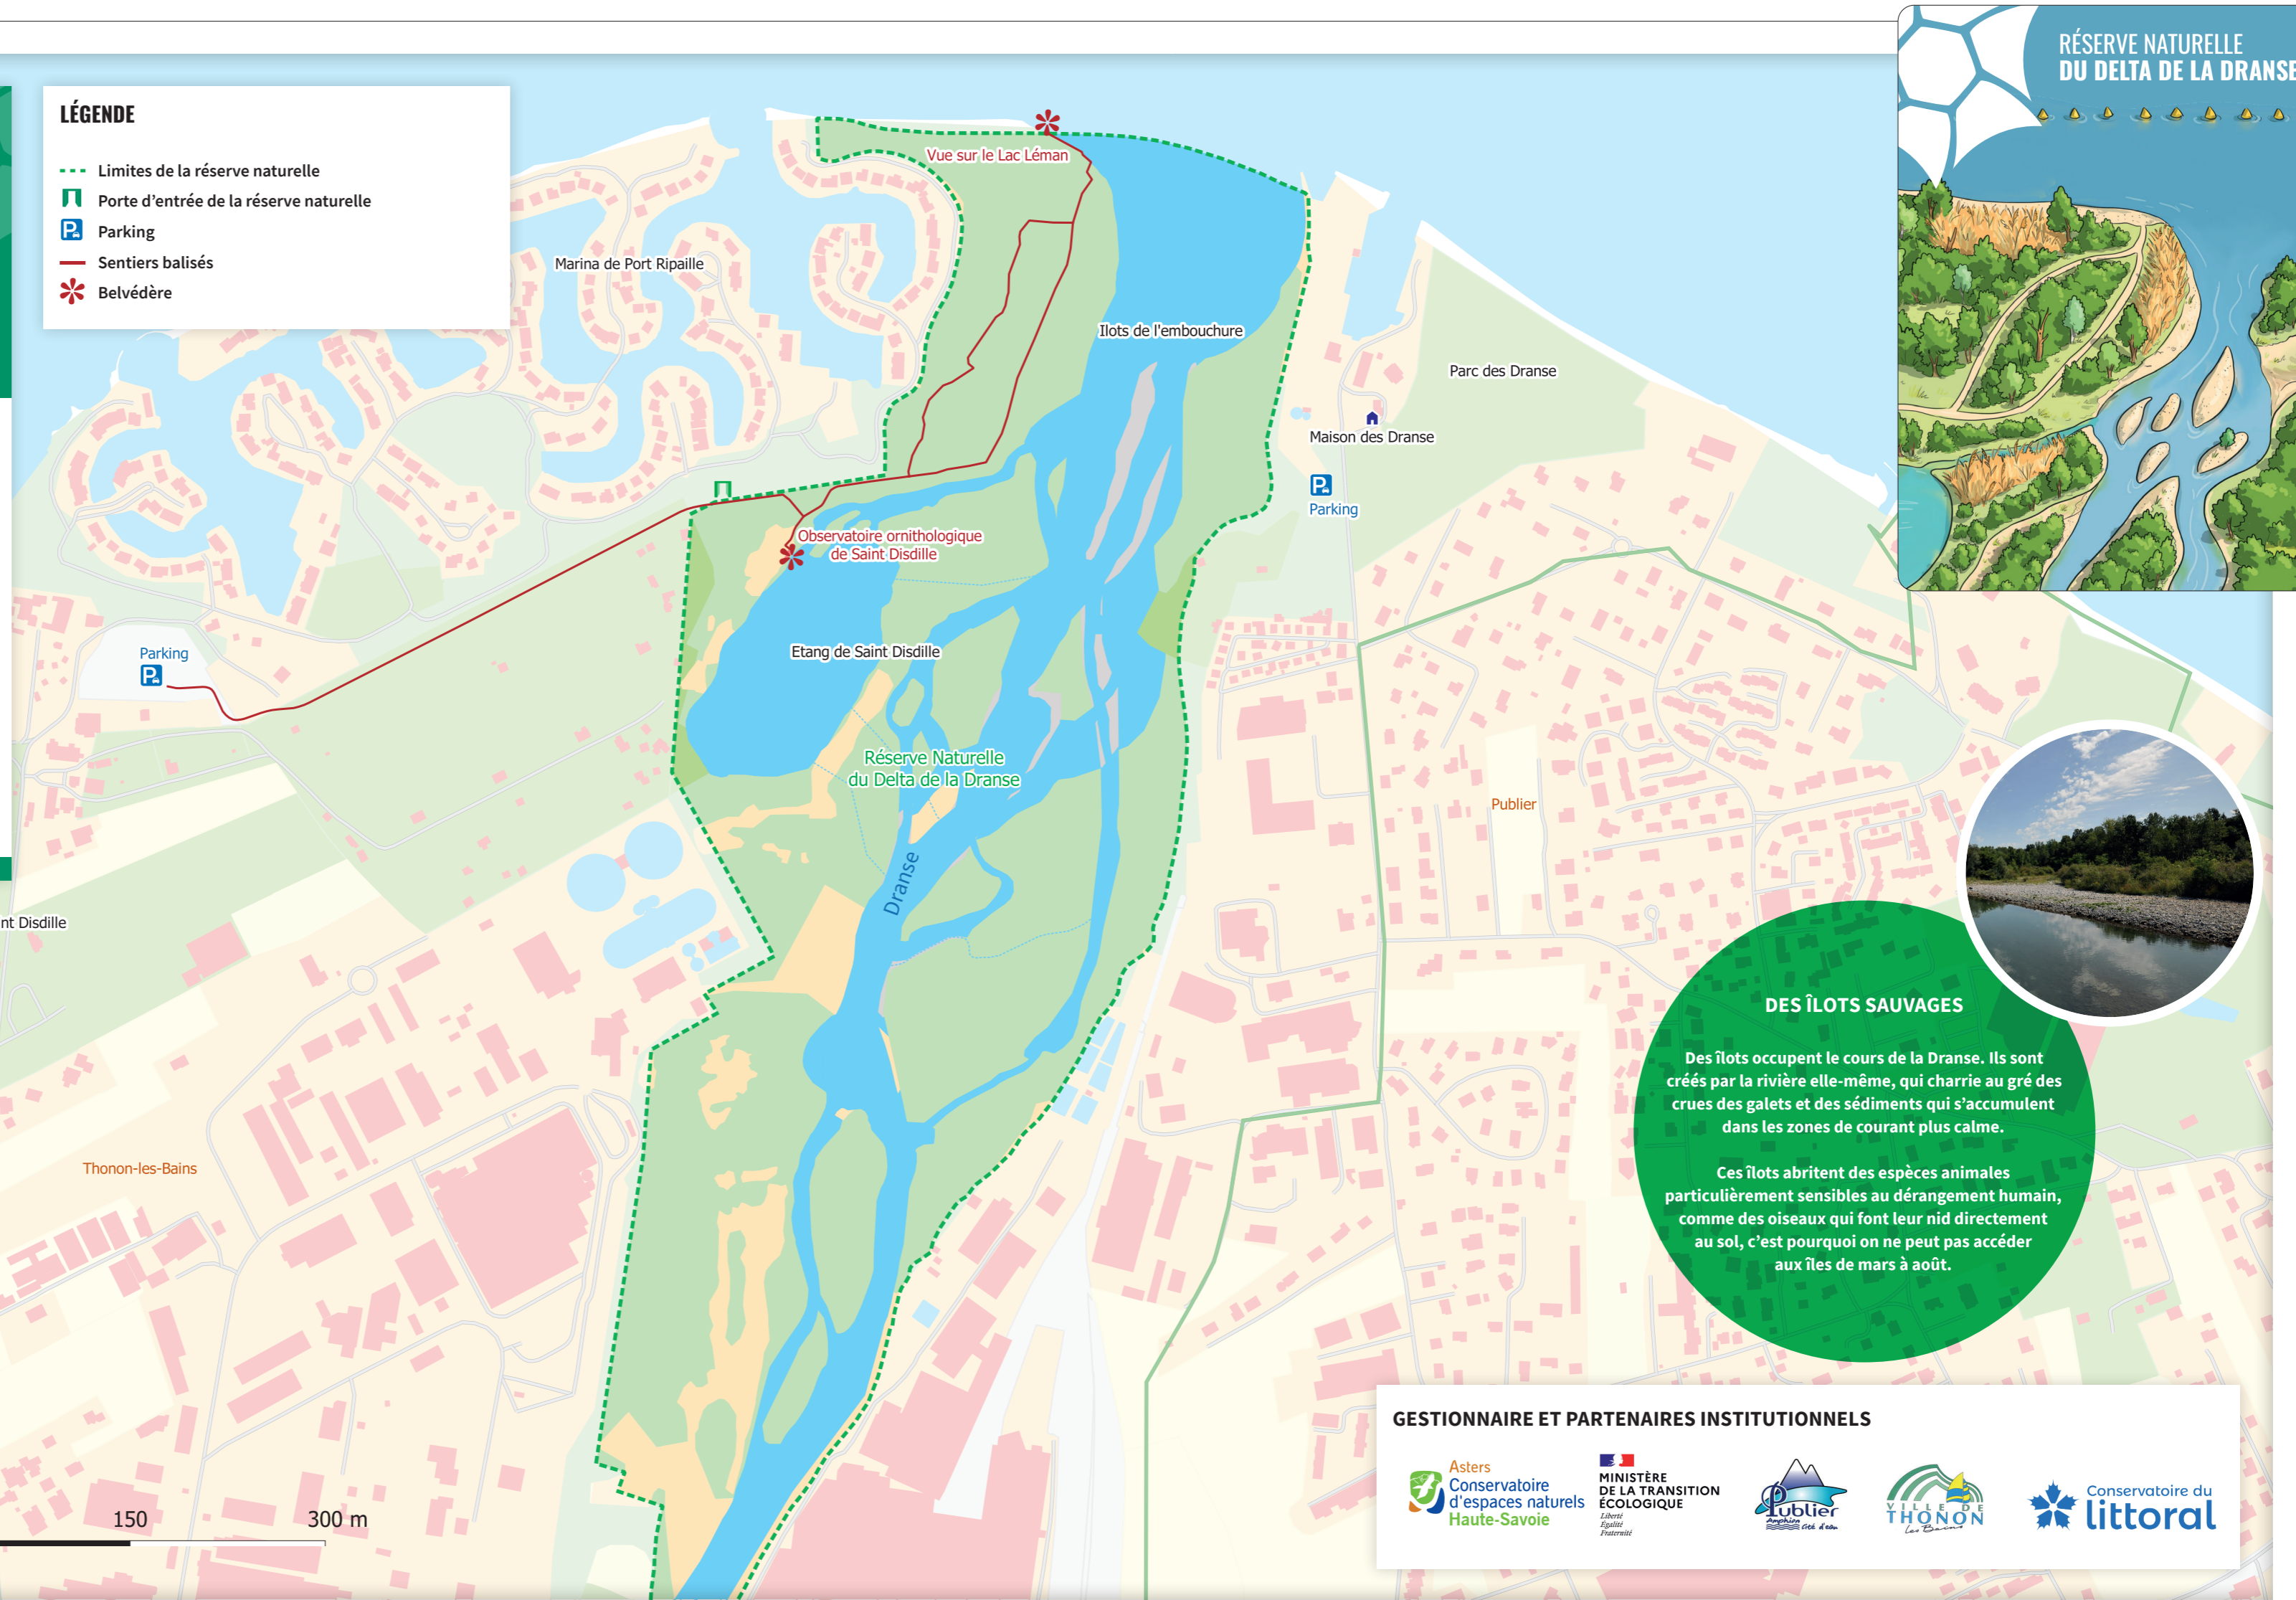 RÉSERVE NATURELLE
DU DELTA DE LA DRANSE
LÉGENDE
Limites de la réserve naturelle
Porte d'entrée de la réserve naturelle
Parking
Sentiers balisés
Belvédère
Vue sur le Lac Léman
Marina de Port Ripaille
Ilots de l'embouchure
Parc des Dranse
Maison des Dranse
Parking
Observatoire ornithologique
de Saint Disdille
Etang de Saint Disdille
Parking
Réserve Naturelle
du Delta de la Dranse
Publier
Dranse
nt Disdille
Thonon-les-Bains
DES ÎLOTS SAUVAGES
Des îlots occupent le cours de la Dranse. Ils sont
créés par la rivière elle-même, qui charrie au gré des
crues des galets et des sédiments qui s'accumulent
dans les zones de courant plus calme.
Ces îlots abritent des espèces animales
particulièrement sensibles au dérangement humain,
comme des oiseaux qui font leur nid directement
au sol, c'est pourquoi on ne peut pas accéder
aux îles de mars à août.
150 300 m
GESTIONNAIRE ET PARTENAIRES INSTITUTIONNELS
Asters
Conservatoire
d'espaces naturels
Haute-Savoie
MINISTÈRE
DE LA TRANSITION
ÉCOLOGIQUE
Liberté
Égalité
Fraternité
Publier
Amphion Cité d'eau
VILLE DE
THONON
les Bains
Conservatoire du
littoral